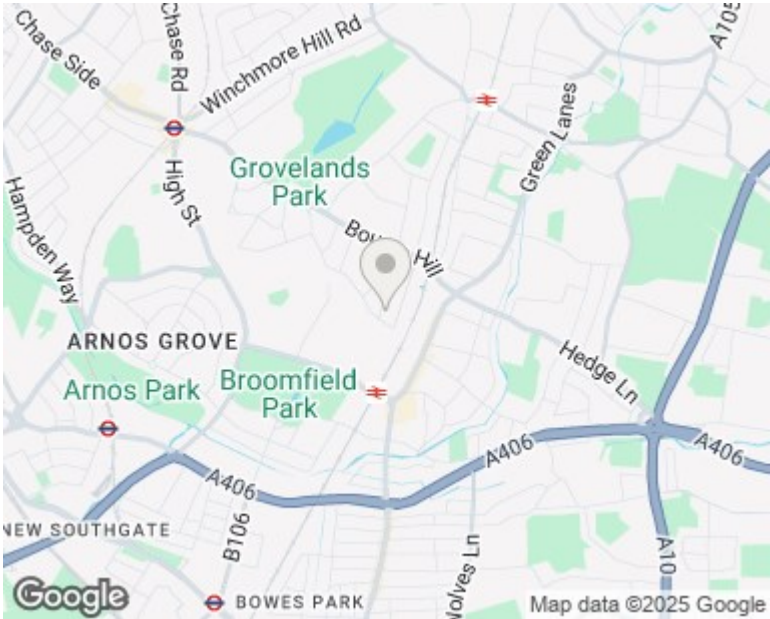 Chase Side
Chase Rd
Winchmore Hill Rd
A105
Green Lanes
High St
Grovelands
Park
Hampden Way
Hill
ARNOS GROVE
Arnos Park
Broomfield
Park
Hedge Ln
A406
A406
A406
NEW SOUTHGATE
B106
Wolves Ln
A10
BOWES PARK
Google
Map data ©2025 Google